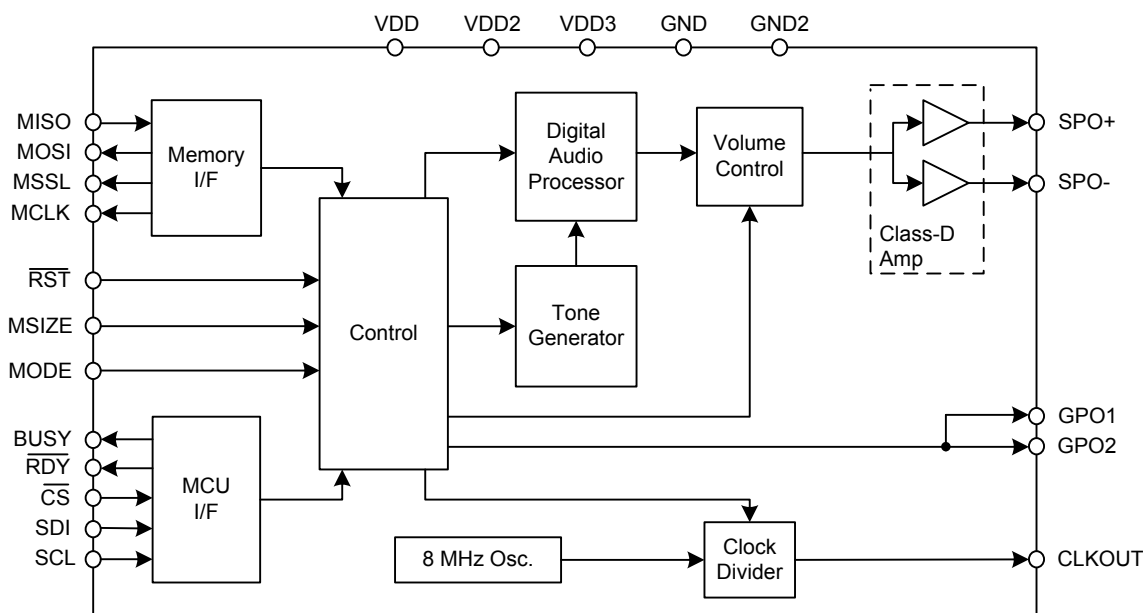 VDD
VDD2
VDD3
GND
GND2
MISO
MOSI
MSSL
MCLK
Memory
I/F
Digital
Audio
Processor
Volume
Control
Class-D
Amp
SPO+
SPO-
RST
MSIZE
MODE
Control
Tone
Generator
BUSY
RDY
CS
SDI
SCL
MCU
I/F
GPO1
GPO2
8 MHz Osc.
Clock
Divider
CLKOUT